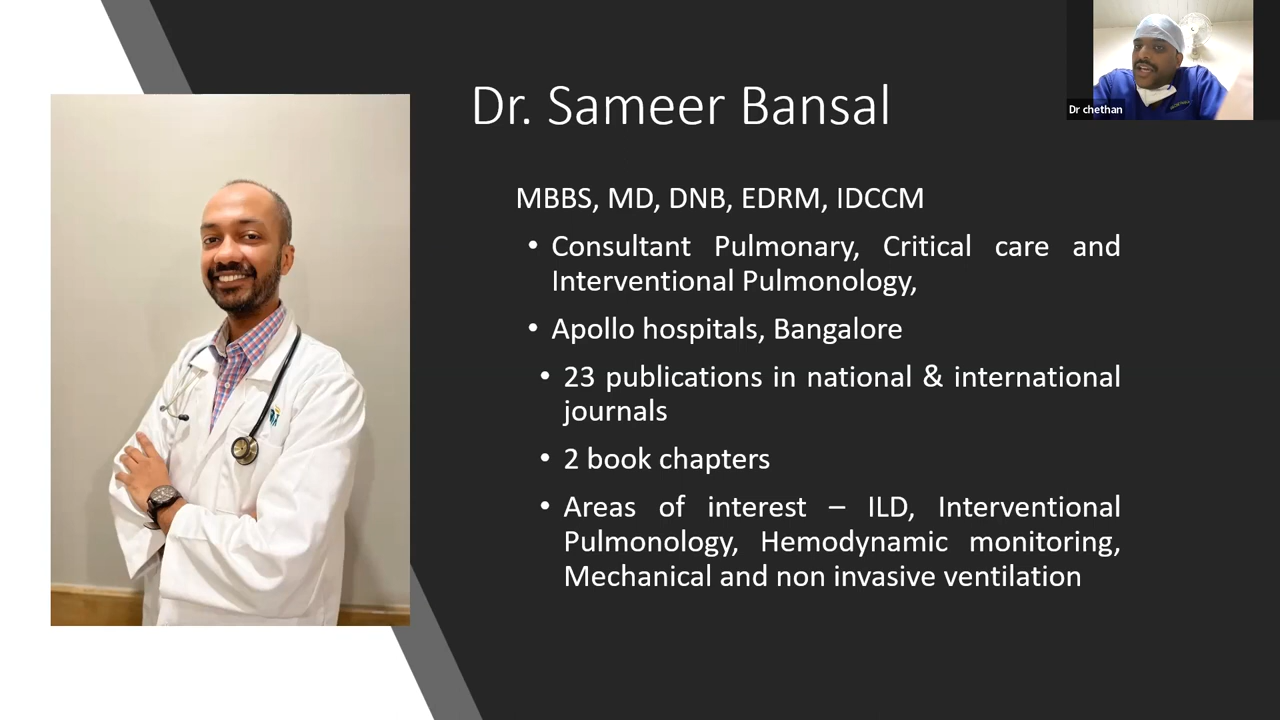 Dr. Sameer Bansal
Dr chethan
MBBS, MD, DNB, EDRM, IDCCM
• Consultant Pulmonary, Critical care and
Interventional Pulmonology,
• Apollo hospitals, Bangalore
• 23 publications in national & international
journals
• 2 book chapters
• Areas of interest – ILD, Interventional
Pulmonology, Hemodynamic monitoring,
Mechanical and non invasive ventilation